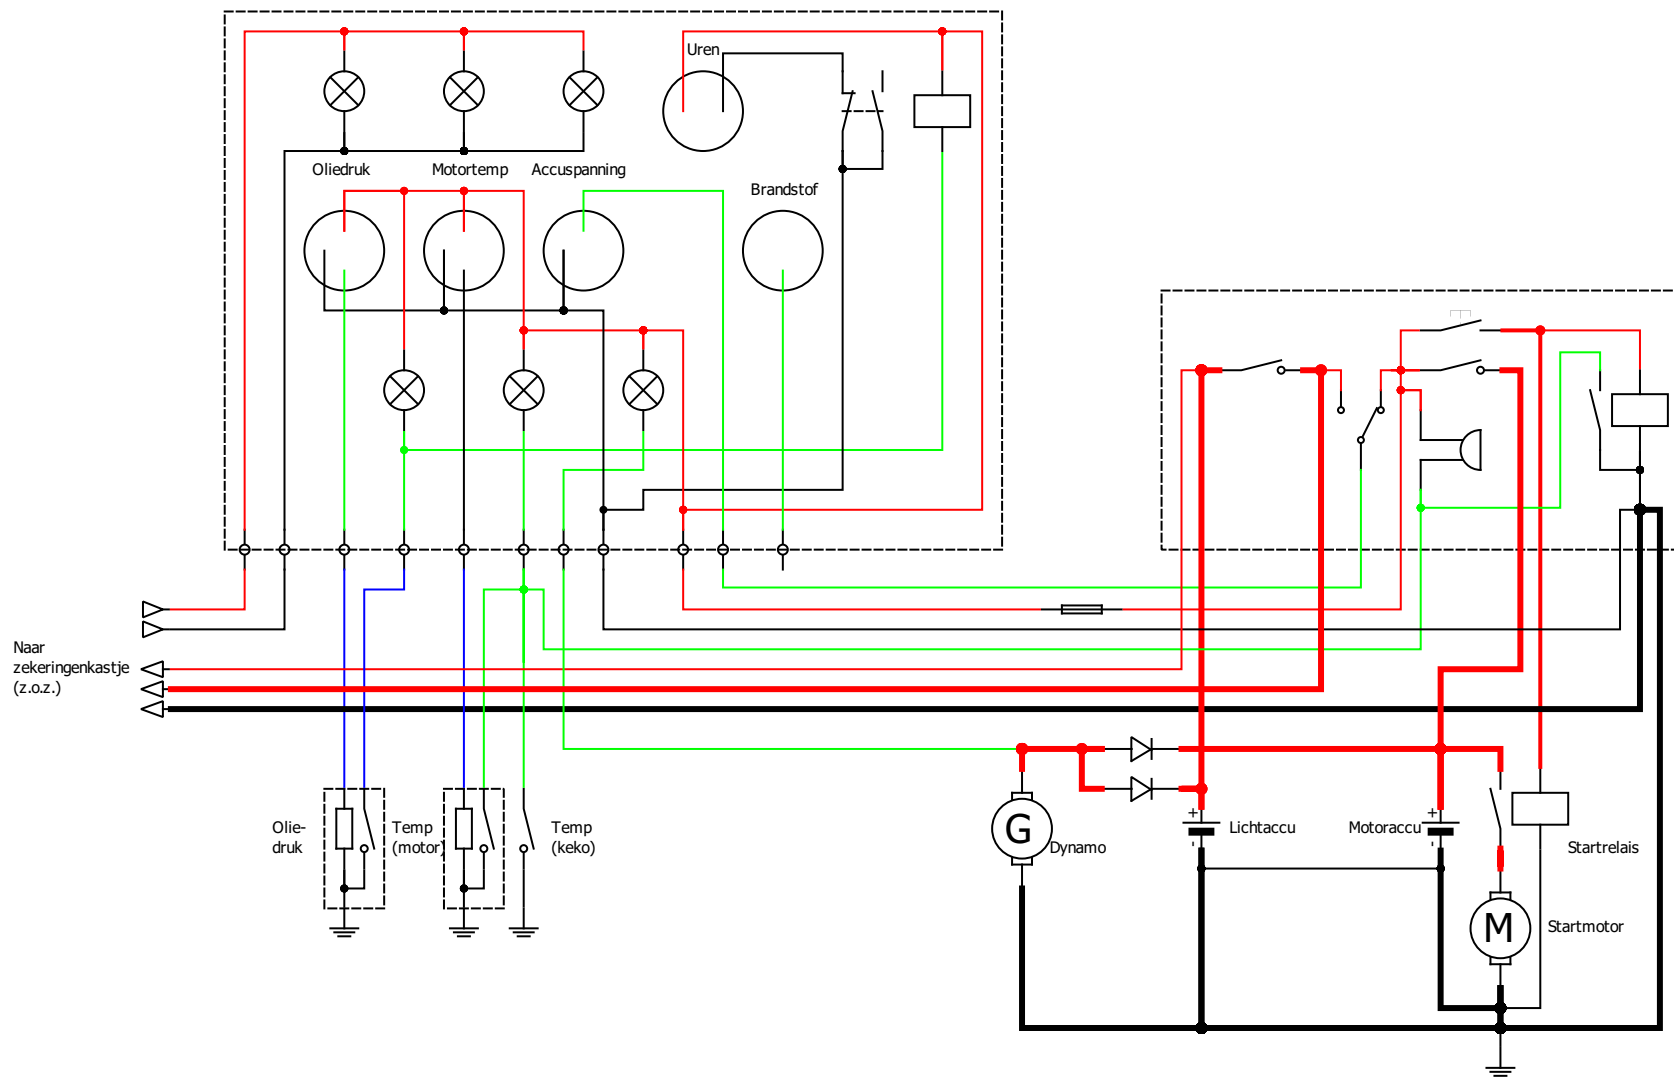 Uren
Oliedruk
Motortemp
Accuspanning
Brandstof
Naar
zekeringenkastje
(z.o.z.)
Olie-
druk
Temp
(motor)
Temp
(keko)
G
Dynamo
+
-
Lichtaccu
Motoraccu
+
-
Startrelais
M
Startmotor